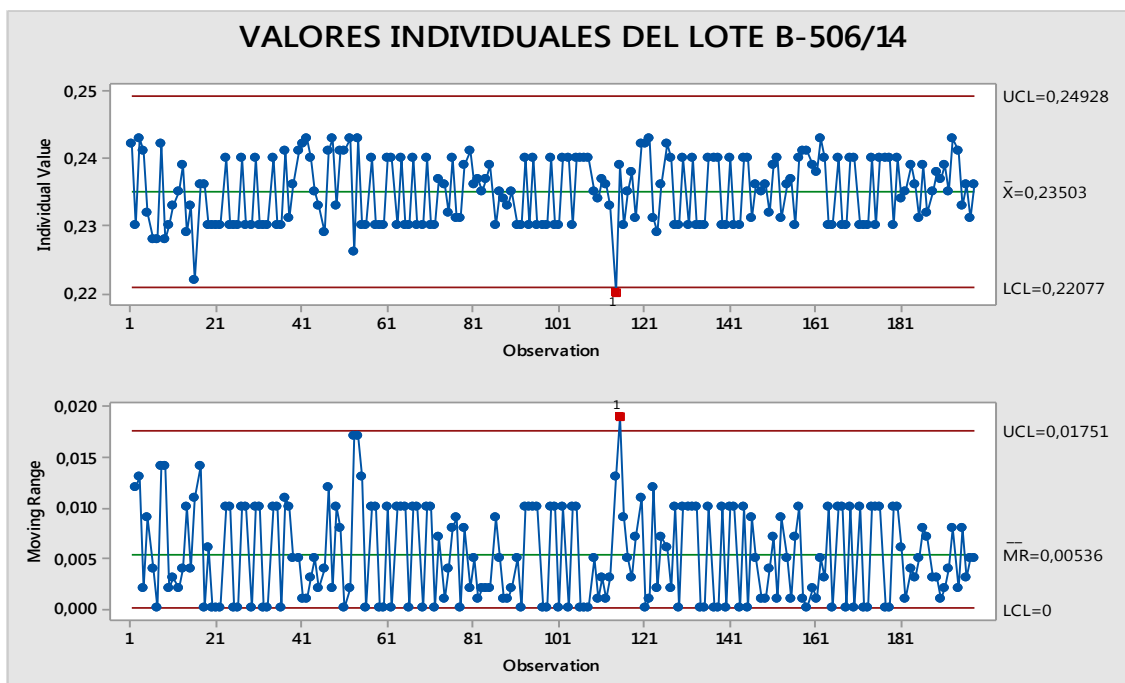 VALORES INDIVIDUALES DEL LOTE B-506/14
Individual Value
0,25
0,24
0,23
0,22
UCL=0,24928
X̄=0,23503
LCL=0,22077
1
1 21 41 61 81 101 121 141 161 181
Observation
Moving Range
0,020
0,015
0,010
0,005
0,000
1
UCL=0,01751
M̄R̄=0,00536
LCL=0
1 21 41 61 81 101 121 141 161 181
Observation